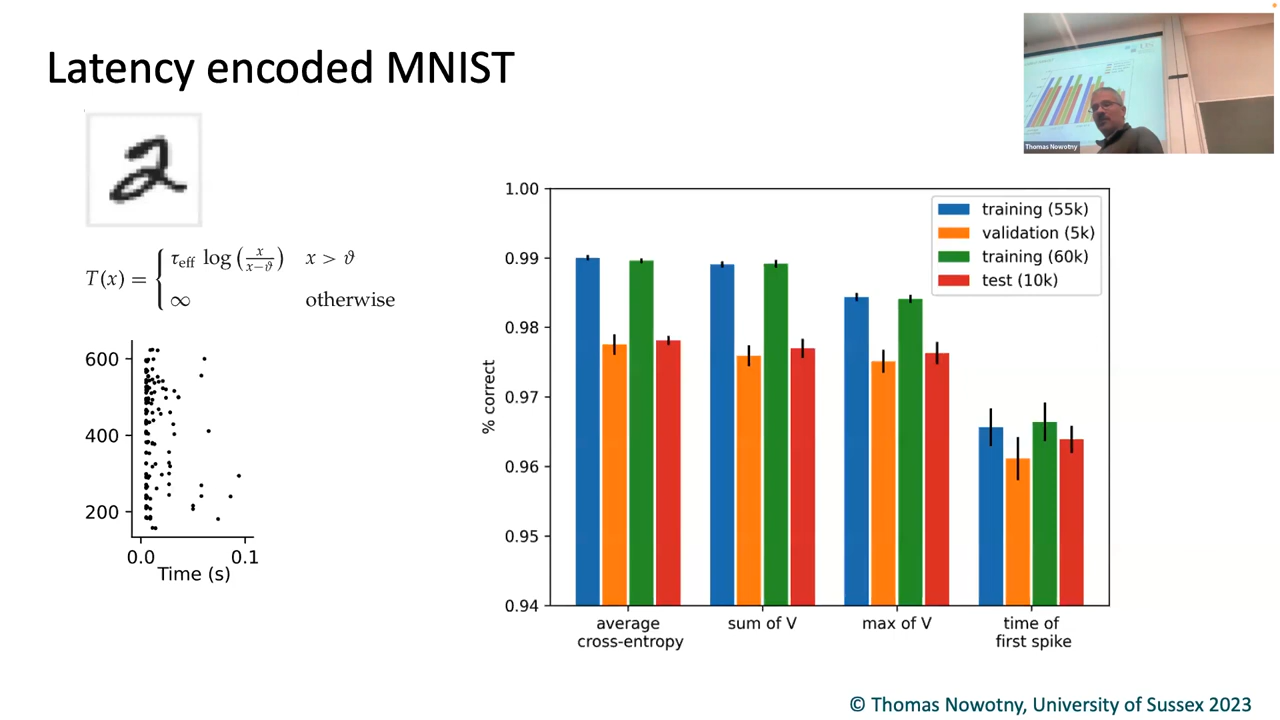 Latency encoded MNIST
Thomas Nowotny
T(x) = { τeff log (x/(x−ϑ)) x > ϑ
∞ otherwise
600
400
200
0.0 0.1
Time (s)
1.00
0.99
0.98
0.97
0.96
0.95
0.94
% correct
training (55k)
validation (5k)
training (60k)
test (10k)
average
cross-entropy
sum of V
max of V
time of
first spike
© Thomas Nowotny, University of Sussex 2023